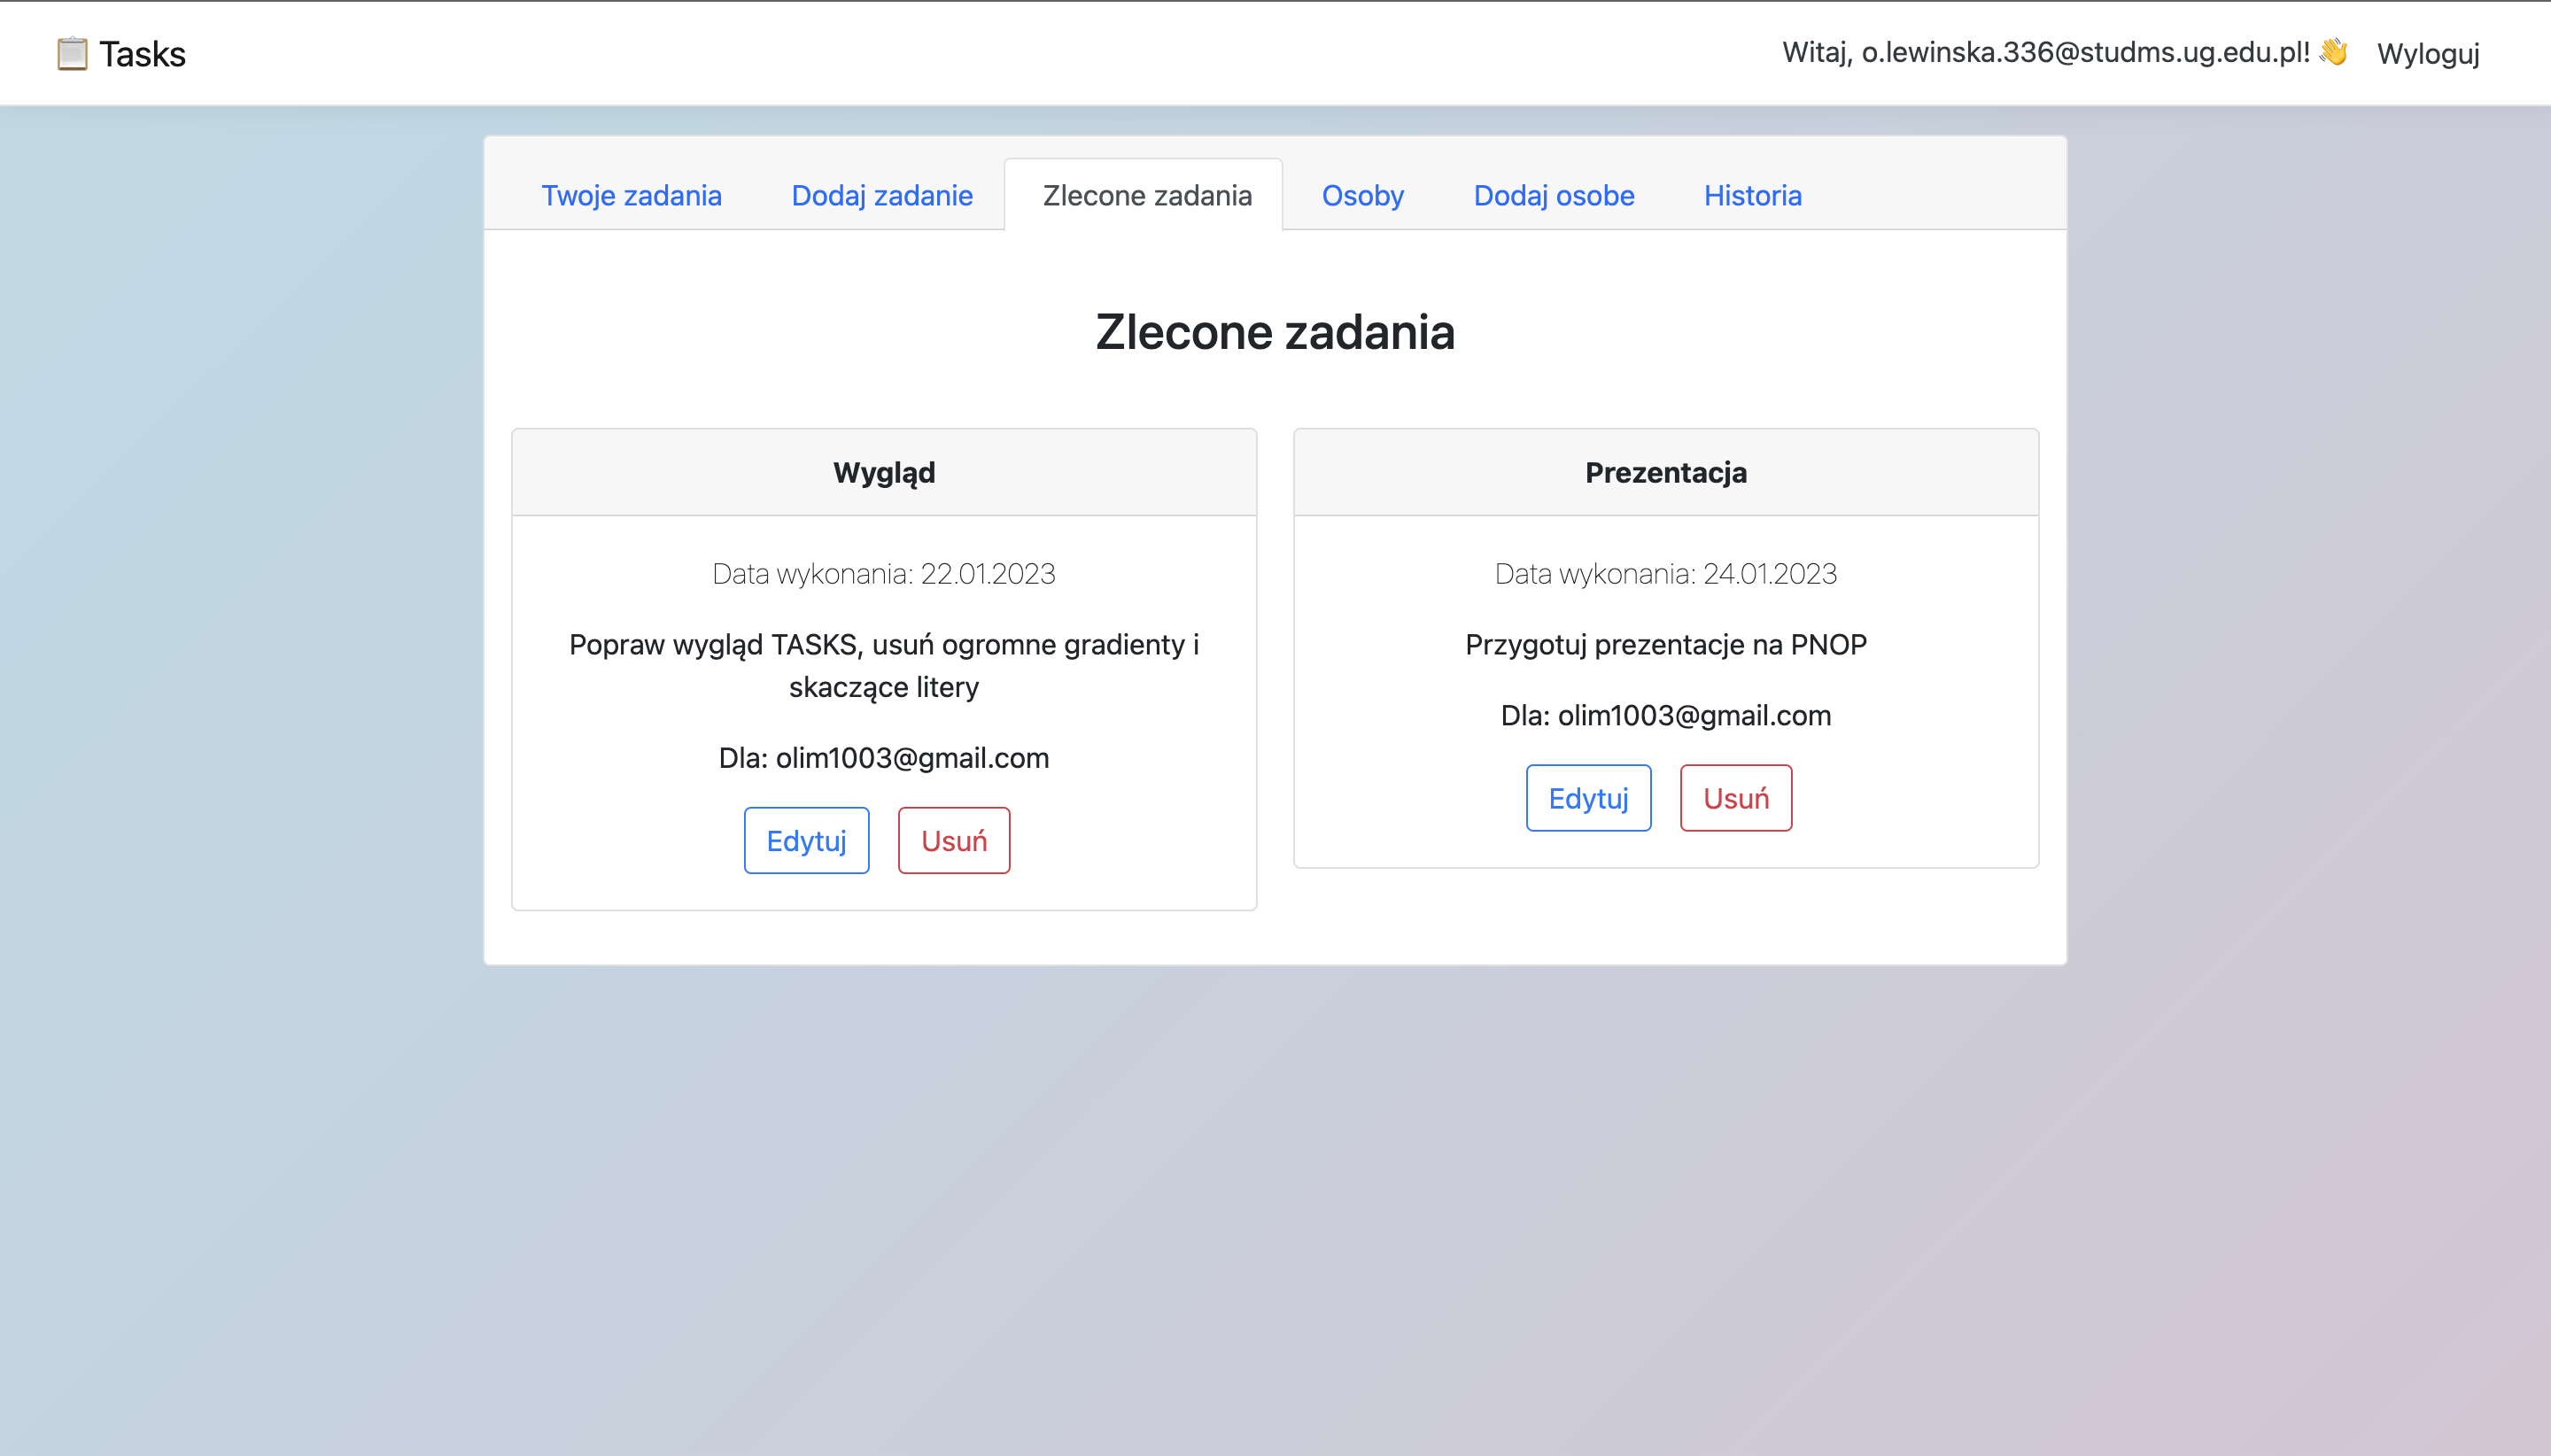 Tasks
Witaj, o.lewinska.336@studms.ug.edu.pl! 👋 Wyloguj
Twoje zadania Dodaj zadanie Zlecone zadania Osoby Dodaj osobe Historia
Zlecone zadania
Wygląd
Data wykonania: 22.01.2023
Popraw wygląd TASKS, usuń ogromne gradienty i
skaczące litery
Dla: olim1003@gmail.com
Edytuj Usuń
Prezentacja
Data wykonania: 24.01.2023
Przygotuj prezentacje na PNOP
Dla: olim1003@gmail.com
Edytuj Usuń